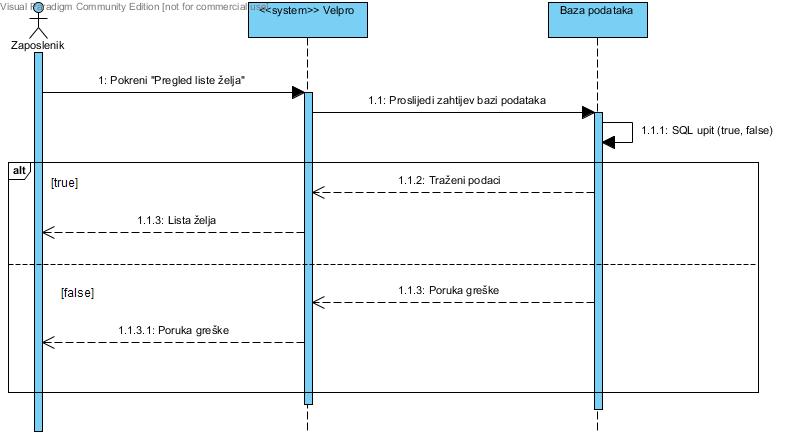 Visual Paradigm Community Edition [not for commercial use]
<<system>> Velpro
Baza podataka
Zaposlenik
1: Pokreni "Pregled liste želja"
1.1: Proslijedi zahtijev bazi podataka
1.1.1: SQL upit (true, false)
alt
[true]
1.1.2: Traženi podaci
1.1.3: Lista želja
[false]
1.1.3: Poruka greške
1.1.3.1: Poruka greške